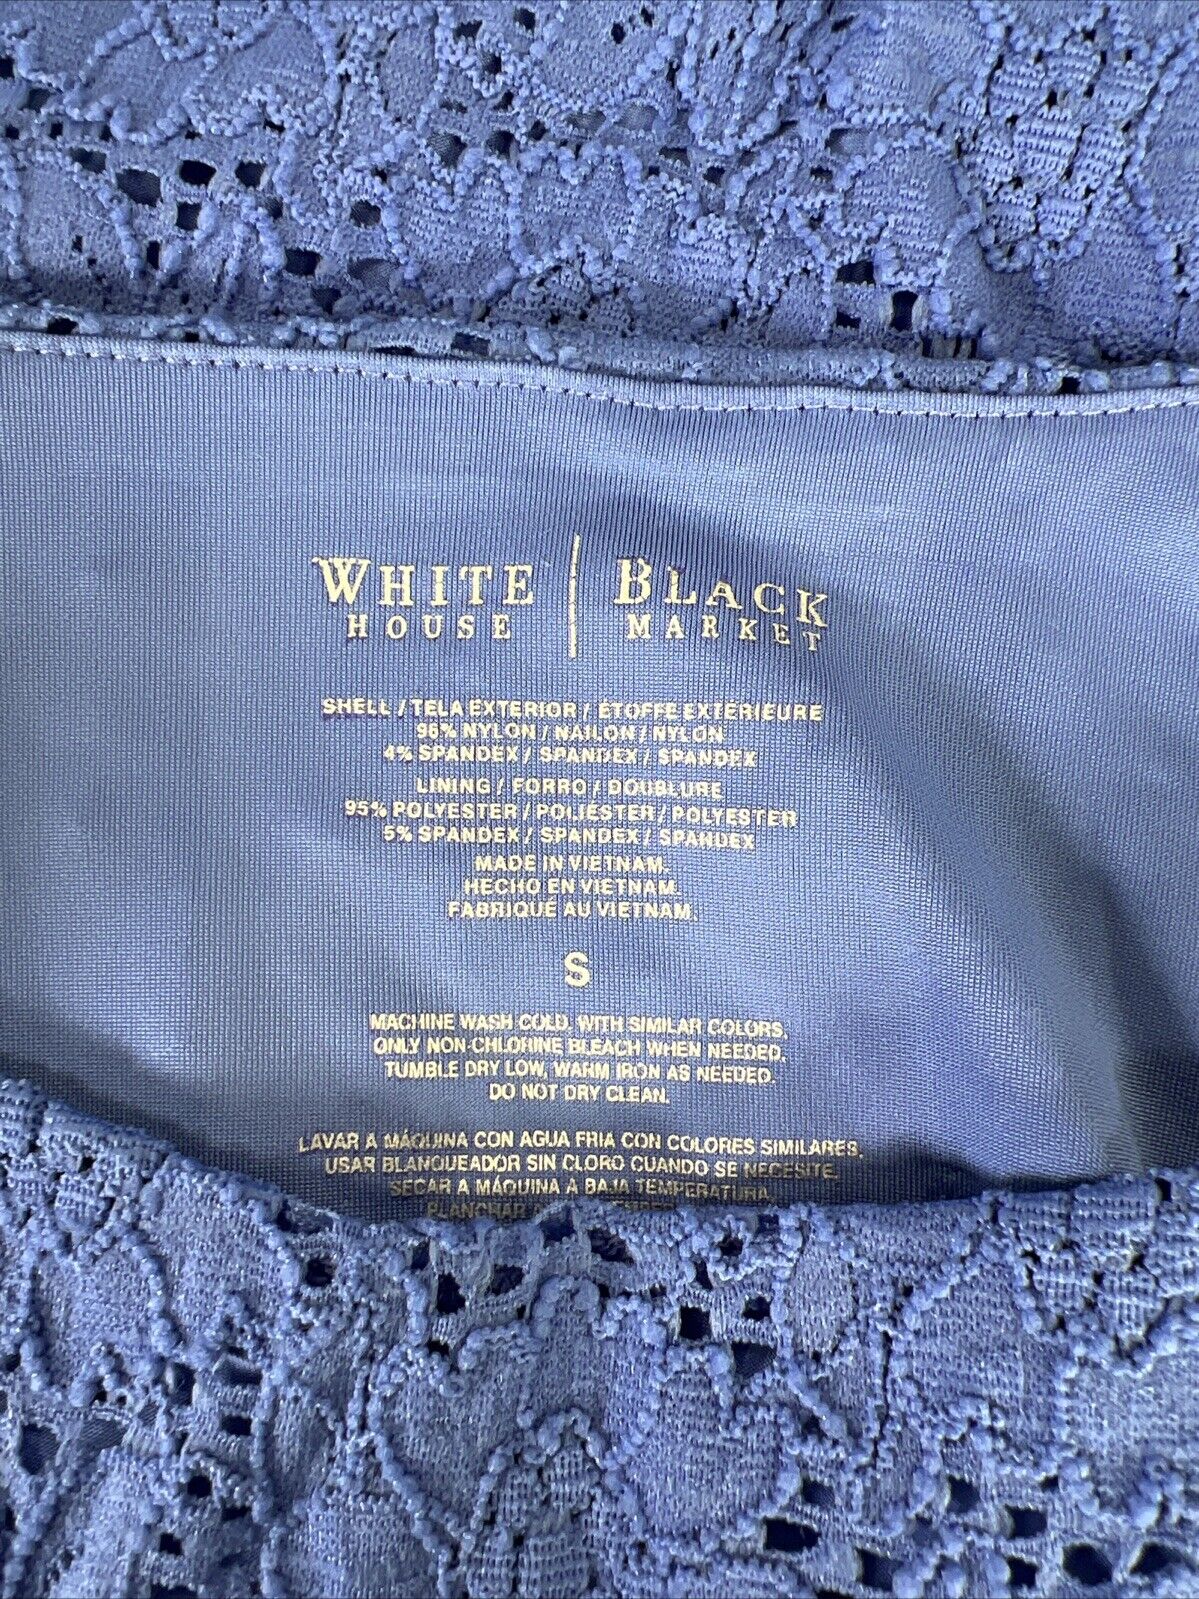 WHITE | BLACK
HOUSE | MARKET
SHELL / TELA EXTERIOR / ÉTOFFE EXTÉRIEURE
96% NYLON / NAILON / NYLON
4% SPANDEX / SPANDEX / SPANDEX
LINING / FORRO / DOUBLURE
95% POLYESTER / POLIÉSTER / POLYESTER
5% SPANDEX / SPANDEX / SPANDEX
MADE IN VIETNAM.
HECHO EN VIETNAM.
FABRIQUÉ AU VIETNAM.
S
MACHINE WASH COLD, WITH SIMILAR COLORS.
ONLY NON-CHLORINE BLEACH WHEN NEEDED.
TUMBLE DRY LOW, WARM IRON AS NEEDED.
DO NOT DRY CLEAN.
LAVAR A MÁQUINA CON AGUA FRIA CON COLORES SIMILARES.
USAR BLANQUEADOR SIN CLORO CUANDO SE NECESITE.
SECAR A MÁQUINA A BAJA TEMPERATURA,
PLANCHAR